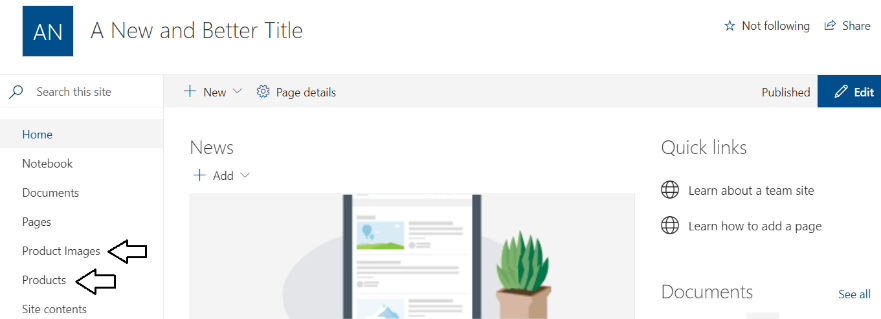 AN
A New and Better Title
Not following
Share
Search this site
New
Page details
Published
Edit
Home
Notebook
Documents
Pages
Product Images
Products
Site contents
News
Add
Quick links
Learn about a team site
Learn how to add a page
Documents
See all